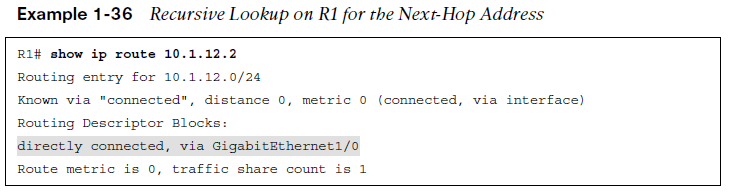 Example 1-36 Recursive Lookup on R1 for the Next-Hop Address
R1# show ip route 10.1.12.2
Routing entry for 10.1.12.0/24
Known via "connected", distance 0, metric 0 (connected, via interface)
Routing Descriptor Blocks:
directly connected, via GigabitEthernet1/0
Route metric is 0, traffic share count is 1